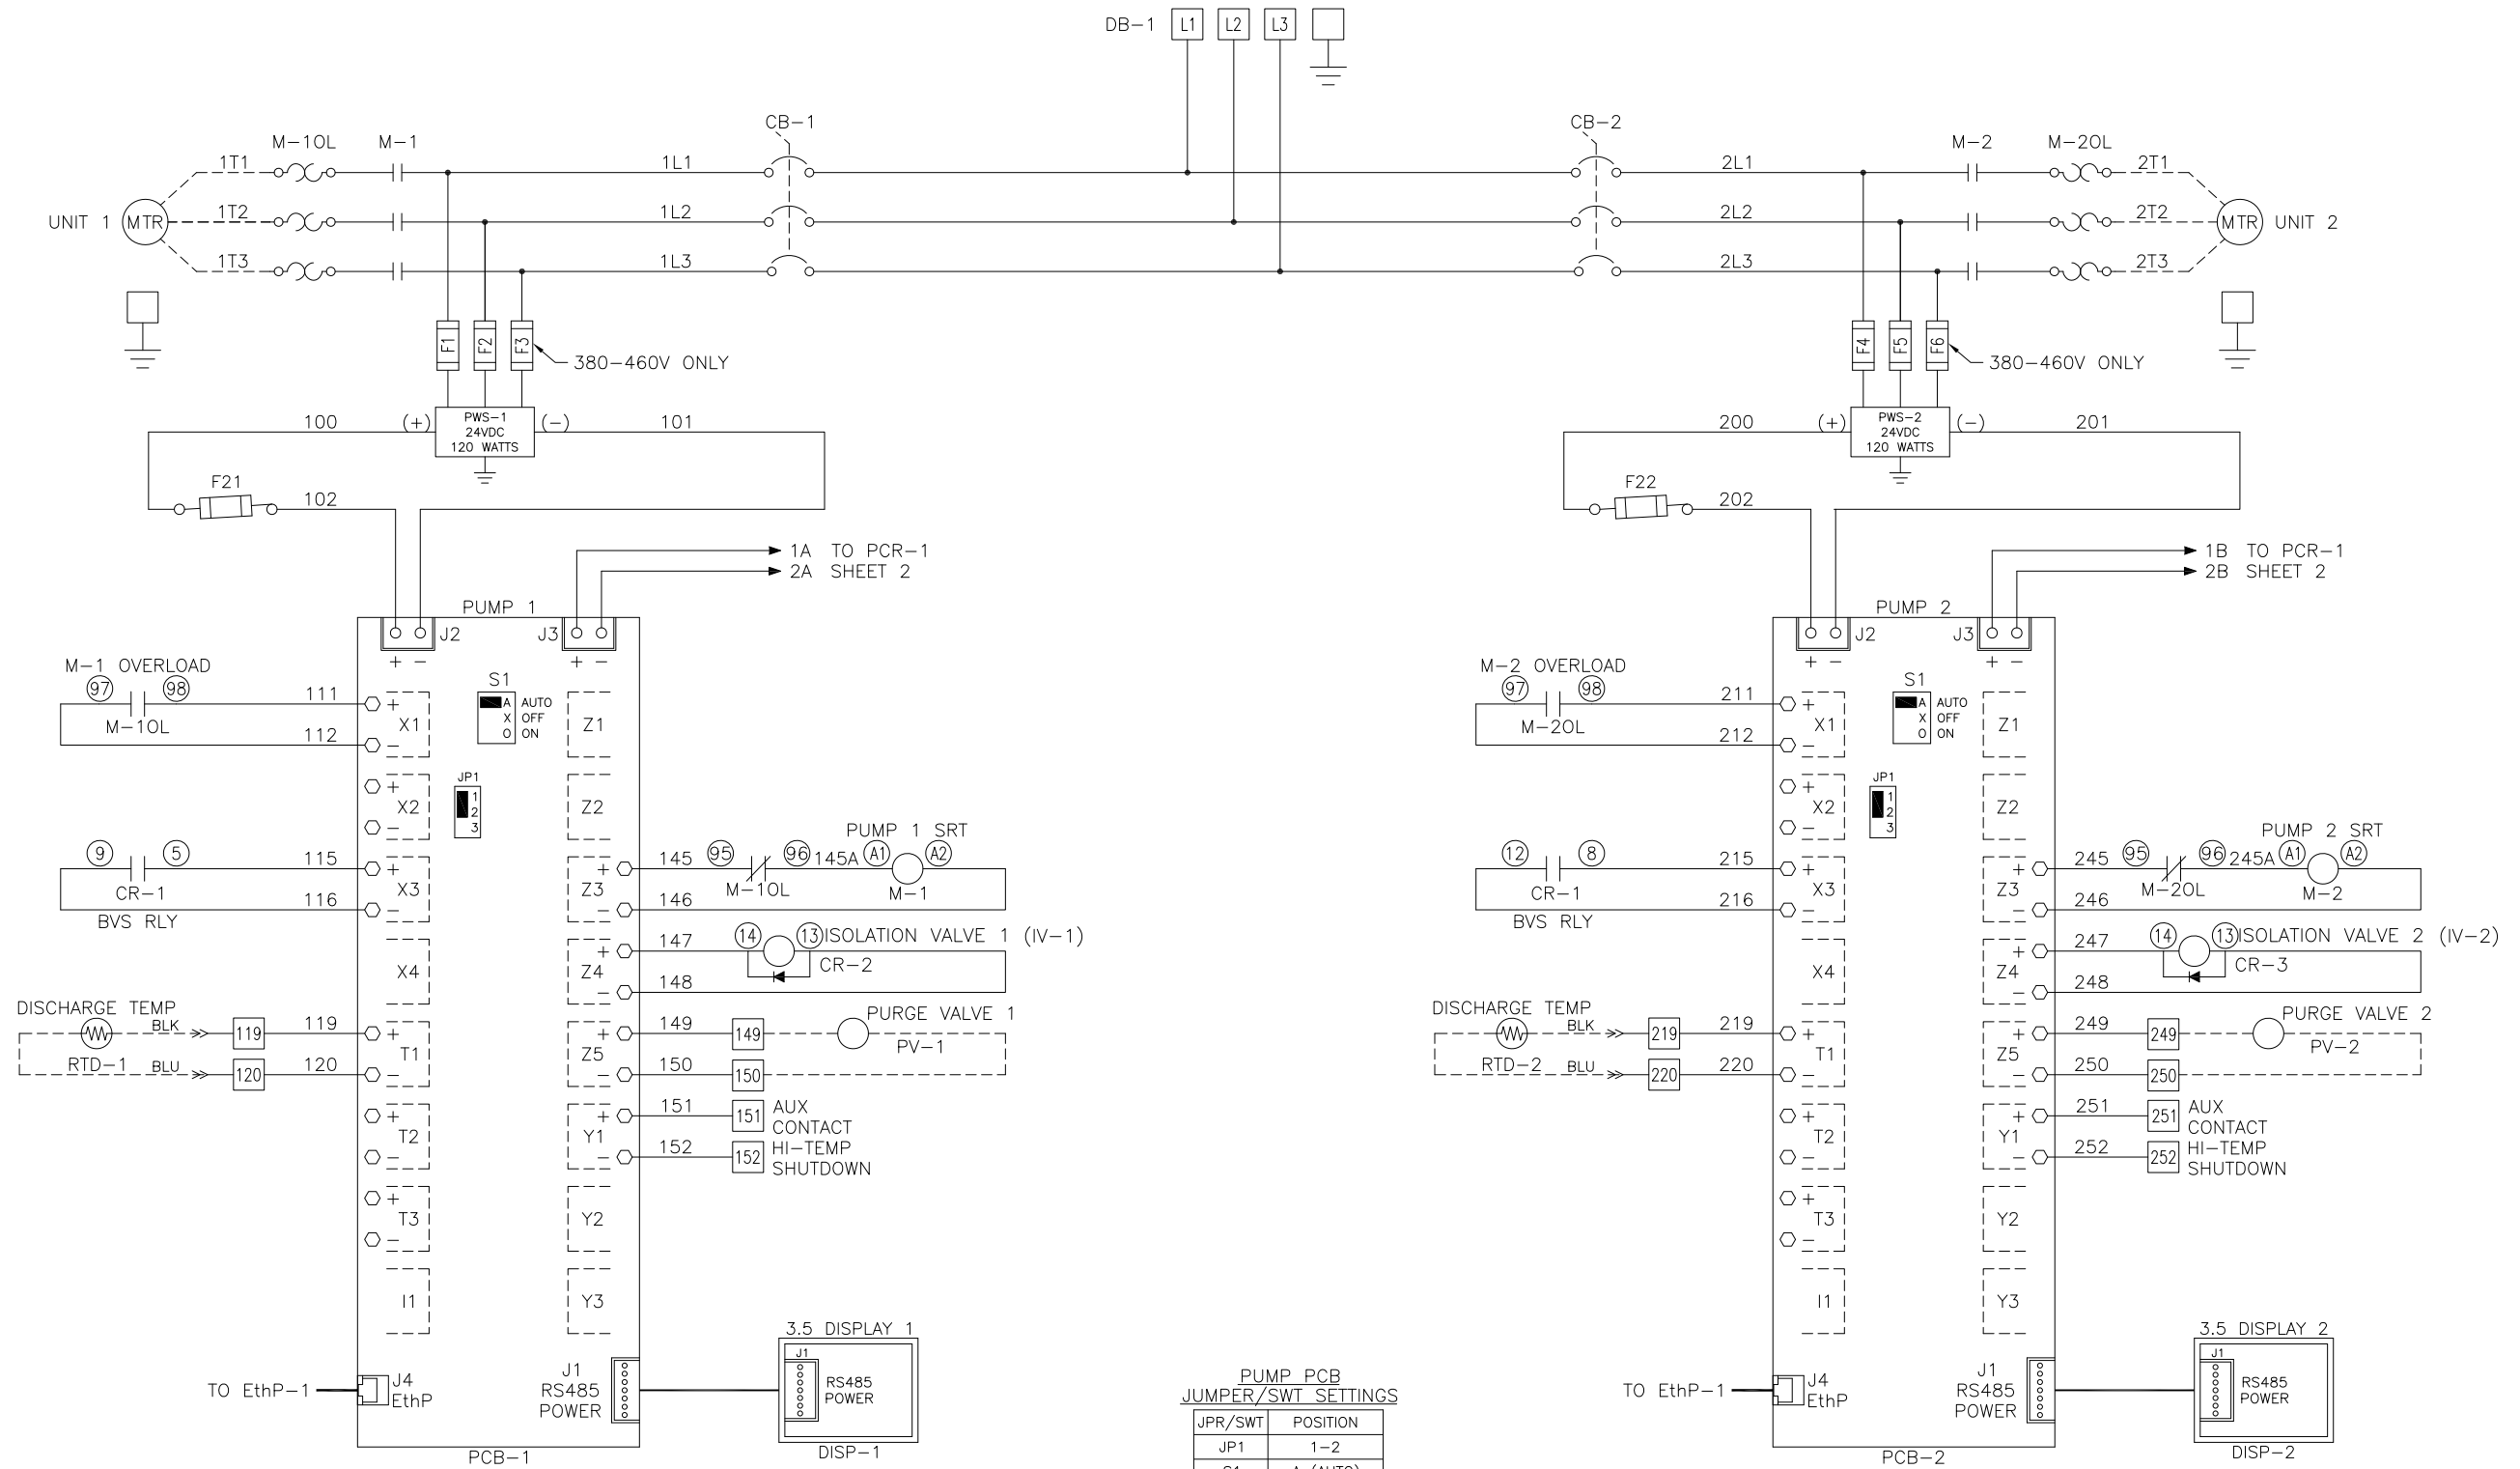 DB-1 L1 L2 L3
CB-1
CB-2
M-1OL M-1
M-2 M-2OL
1T1 1L1 2L1 2T1
UNIT 1 MTR 1T2 1L2 2L2 2T2 MTR UNIT 2
1T3 1L3 2L3 2T3
F1 F2 F3
380-460V ONLY
F4 F5 F6
380-460V ONLY
100 (+) PWS-1 (-) 101
24VDC
120 WATTS
200 (+) PWS-2 (-) 201
24VDC
120 WATTS
F21
102
F22
202
1A TO PCR-1
2A SHEET 2
1B TO PCR-1
2B SHEET 2
PUMP 1
J2 J3
+ - + -
M-1 OVERLOAD
97 98 111
M-1OL
112
+ X1 -
S1
A AUTO
X OFF
O ON
Z1
JP1
1
2
3
+ X2 -
Z2
9 5 115
CR-1
116
BVS RLY
+ X3 -
PUMP 1 SRT
+ Z3 -
145 95 96 145A A1 A2
M-1OL M-1
146
X4
+ Z4 -
147 14 13 ISOLATION VALVE 1 (IV-1)
CR-2
148
DISCHARGE TEMP
BLK 119 119
RTD-1 BLU 120 120
+ T1 -
+ Z5 -
149 149 PURGE VALVE 1
PV-1
150 150
+ T2 -
+ Y1 -
151 151 AUX
CONTACT
152 152 HI-TEMP
SHUTDOWN
+ T3 -
Y2
I1
Y3
TO EthP-1 J4
EthP
J1
RS485
POWER
3.5 DISPLAY 1
J1
RS485
POWER
DISP-1
PCB-1
PUMP PCB
JUMPER/SWT SETTINGS
JPR/SWT POSITION
JP1 1-2
S1 A (AUTO)
PUMP 2
J2 J3
+ - + -
M-2 OVERLOAD
97 98 211
M-2OL
212
+ X1 -
S1
A AUTO
X OFF
O ON
Z1
JP1
1
2
3
+ X2 -
Z2
12 8 215
CR-1
216
BVS RLY
+ X3 -
PUMP 2 SRT
+ Z3 -
245 95 96 245A A1 A2
M-2OL M-2
246
X4
+ Z4 -
247 14 13 ISOLATION VALVE 2 (IV-2)
CR-3
248
DISCHARGE TEMP
BLK 219 219
RTD-2 BLU 220 220
+ T1 -
+ Z5 -
249 249 PURGE VALVE 2
PV-2
250 250
+ T2 -
+ Y1 -
251 251 AUX
CONTACT
252 252 HI-TEMP
SHUTDOWN
+ T3 -
Y2
I1
Y3
TO EthP-1 J4
EthP
J1
RS485
POWER
3.5 DISPLAY 2
J1
RS485
POWER
DISP-2
PCB-2